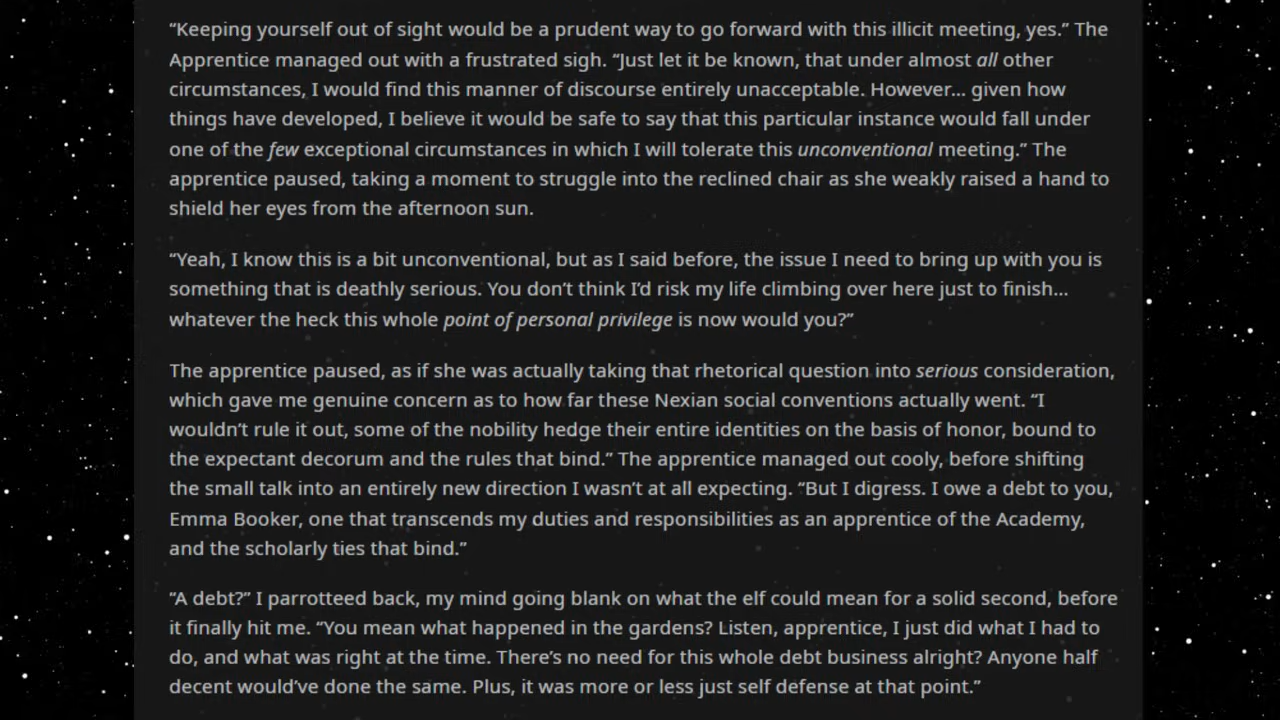 “Keeping yourself out of sight would be a prudent way to go forward with this illicit meeting, yes.” The
Apprentice managed out with a frustrated sigh. “Just let it be known, that under almost all other
circumstances, I would find this manner of discourse entirely unacceptable. However… given how
things have developed, I believe it would be safe to say that this particular instance would fall under
one of the few exceptional circumstances in which I will tolerate this unconventional meeting.” The
apprentice paused, taking a moment to struggle into the reclined chair as she weakly raised a hand to
shield her eyes from the afternoon sun.
“Yeah, I know this is a bit unconventional, but as I said before, the issue I need to bring up with you is
something that is deathly serious. You don’t think I’d risk my life climbing over here just to finish…
whatever the heck this whole point of personal privilege is now would you?”
The apprentice paused, as if she was actually taking that rhetorical question into serious consideration,
which gave me genuine concern as to how far these Nexian social conventions actually went. “I
wouldn’t rule it out, some of the nobility hedge their entire identities on the basis of honor, bound to
the expectant decorum and the rules that bind.” The apprentice managed out cooly, before shifting
the small talk into an entirely new direction I wasn’t at all expecting. “But I digress. I owe a debt to you,
Emma Booker, one that transcends my duties and responsibilities as an apprentice of the Academy,
and the scholarly ties that bind.”
“A debt?” I parrotteed back, my mind going blank on what the elf could mean for a solid second, before
it finally hit me. “You mean what happened in the gardens? Listen, apprentice, I just did what I had to
do, and what was right at the time. There’s no need for this whole debt business alright? Anyone half
decent would’ve done the same. Plus, it was more or less just self defense at that point.”